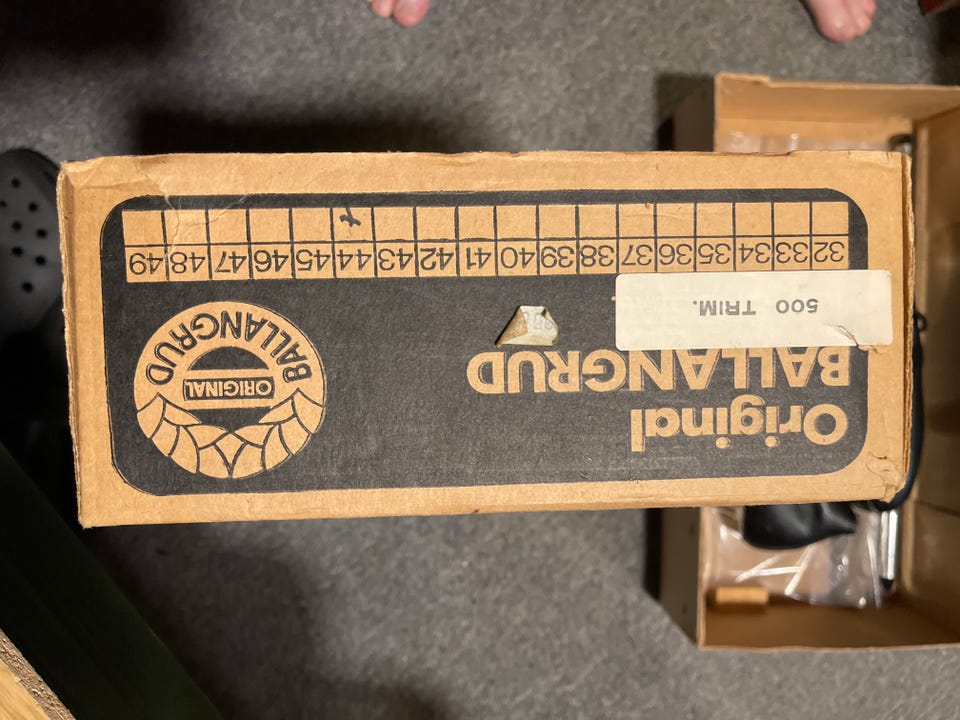 Original
BALLANGRUD
ORIGINAL
BALLANGRUD
500 TRIM.
32 33 34 35 36 37 38 39 40 41 42 43 44 45 46 47 48 49